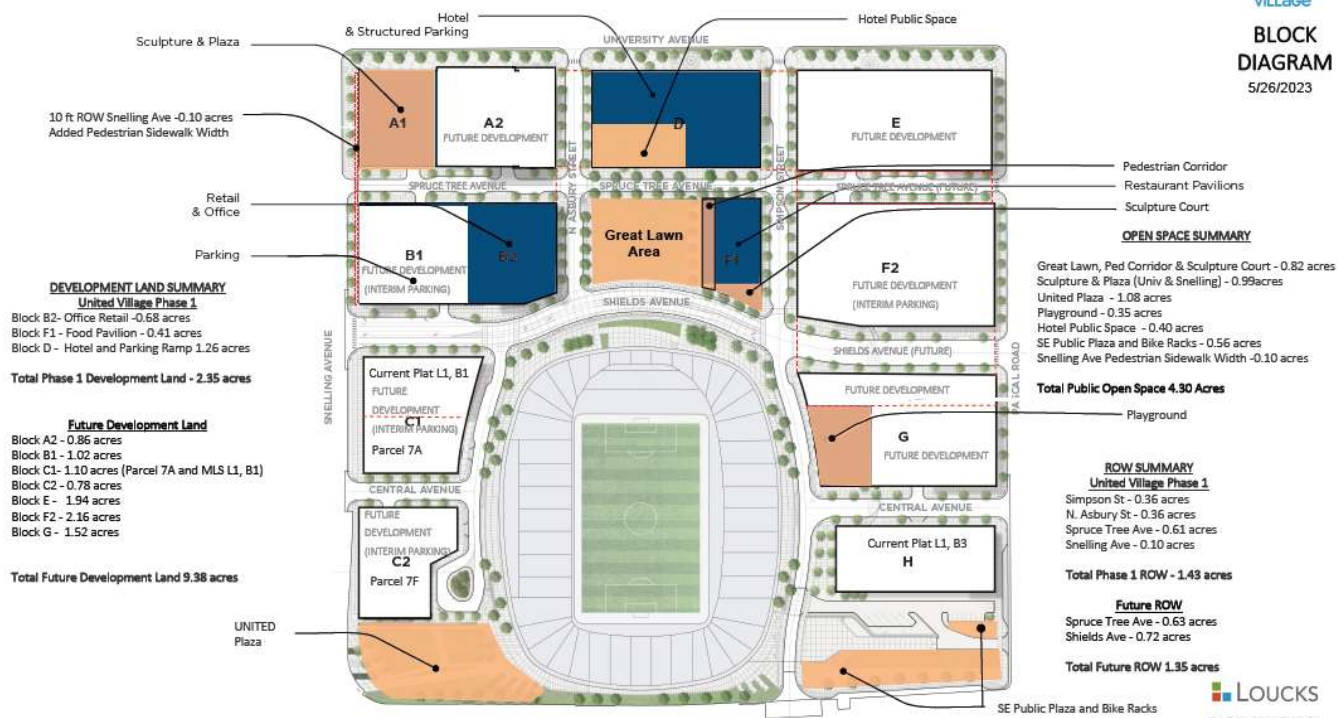 VILLAGE
BLOCK
DIAGRAM
5/26/2023
Hotel
& Structured Parking
Hotel Public Space
UNIVERSITY AVENUE
Sculpture & Plaza
10 ft ROW Snelling Ave -0.10 acres
Added Pedestrian Sidewalk Width
A1
A2
FUTURE DEVELOPMENT
D
E
FUTURE DEVELOPMENT
N ASBURY STREET
SIMPSON STREET
Pedestrian Corridor
Restaurant Pavilions
Sculpture Court
SPRUCE TREE AVENUE
SPRUCE TREE AVENUE
SPRUCE TREE AVENUE (FUTURE)
Retail
& Office
Parking
B1
FUTURE DEVELOPMENT
(INTERIM PARKING)
B2
Great Lawn
Area
F1
F2
FUTURE DEVELOPMENT
(INTERIM PARKING)
SHIELDS AVENUE
SHIELDS AVENUE (FUTURE)
SNELLING AVENUE
PASCAL ROAD
DEVELOPMENT LAND SUMMARY
United Village Phase 1
Block B2- Office Retail -0.68 acres
Block F1 - Food Pavilion - 0.41 acres
Block D - Hotel and Parking Ramp 1.26 acres
Total Phase 1 Development Land - 2.35 acres
Future Development Land
Block A2 - 0.86 acres
Block B1 - 1.02 acres
Block C1- 1.10 acres (Parcel 7A and MLS L1, B1)
Block C2 - 0.78 acres
Block E - 1.94 acres
Block F2 - 2.16 acres
Block G - 1.52 acres
Total Future Development Land 9.38 acres
Current Plat L1, B1
FUTURE
DEVELOPMENT
C1
(INTERIM PARKING)
Parcel 7A
CENTRAL AVENUE
FUTURE
DEVELOPMENT
(INTERIM PARKING)
C2
Parcel 7F
UNITED
Plaza
FUTURE DEVELOPMENT
G
FUTURE DEVELOPMENT
Playground
CENTRAL AVENUE
Current Plat L1, B3
H
SE Public Plaza and Bike Racks
OPEN SPACE SUMMARY
Great Lawn, Ped Corridor & Sculpture Court - 0.82 acres
Sculpture & Plaza (Univ & Snelling) - 0.99acres
United Plaza - 1.08 acres
Playground - 0.35 acres
Hotel Public Space - 0.40 acres
SE Public Plaza and Bike Racks - 0.56 acres
Snelling Ave Pedestrian Sidewalk Width -0.10 acres
Total Public Open Space 4.30 Acres
ROW SUMMARY
United Village Phase 1
Simpson St - 0.36 acres
N. Asbury St - 0.36 acres
Spruce Tree Ave - 0.61 acres
Snelling Ave - 0.10 acres
Total Phase 1 ROW - 1.43 acres
Future ROW
Spruce Tree Ave - 0.63 acres
Shields Ave - 0.72 acres
Total Future ROW 1.35 acres
LOUCKS